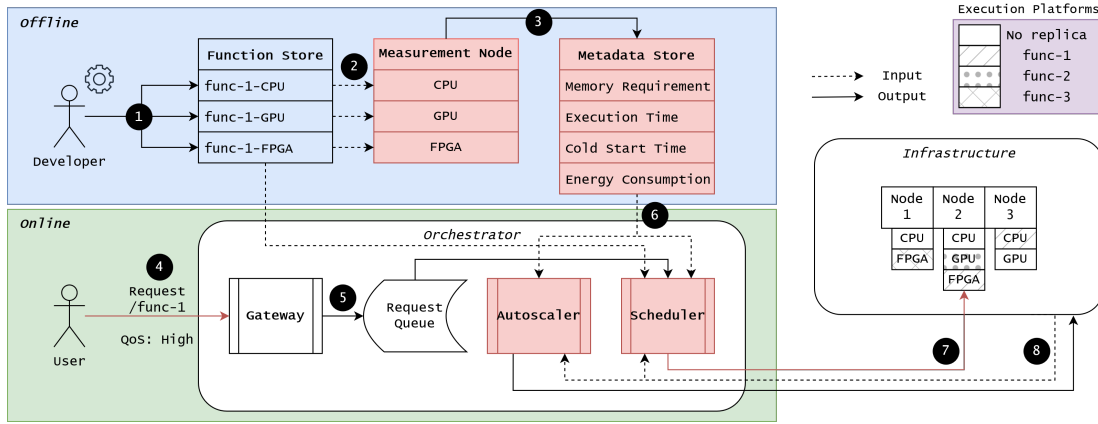 Offline
Developer
1
Function Store
func-1-CPU
func-1-GPU
func-1-FPGA
2
Measurement Node
CPU
GPU
FPGA
3
Metadata Store
Memory Requirement
Execution Time
Cold Start Time
Energy Consumption
Execution Platforms
No replica
func-1
func-2
func-3
Input
Output
Online
User
4
Request
/func-1
QoS: High
Orchestrator
Gateway
5
Request
Queue
6
Autoscaler
Scheduler
7
8
Infrastructure
Node
1
Node
2
Node
3
CPU
CPU
CPU
FPGA
GPU
GPU
FPGA